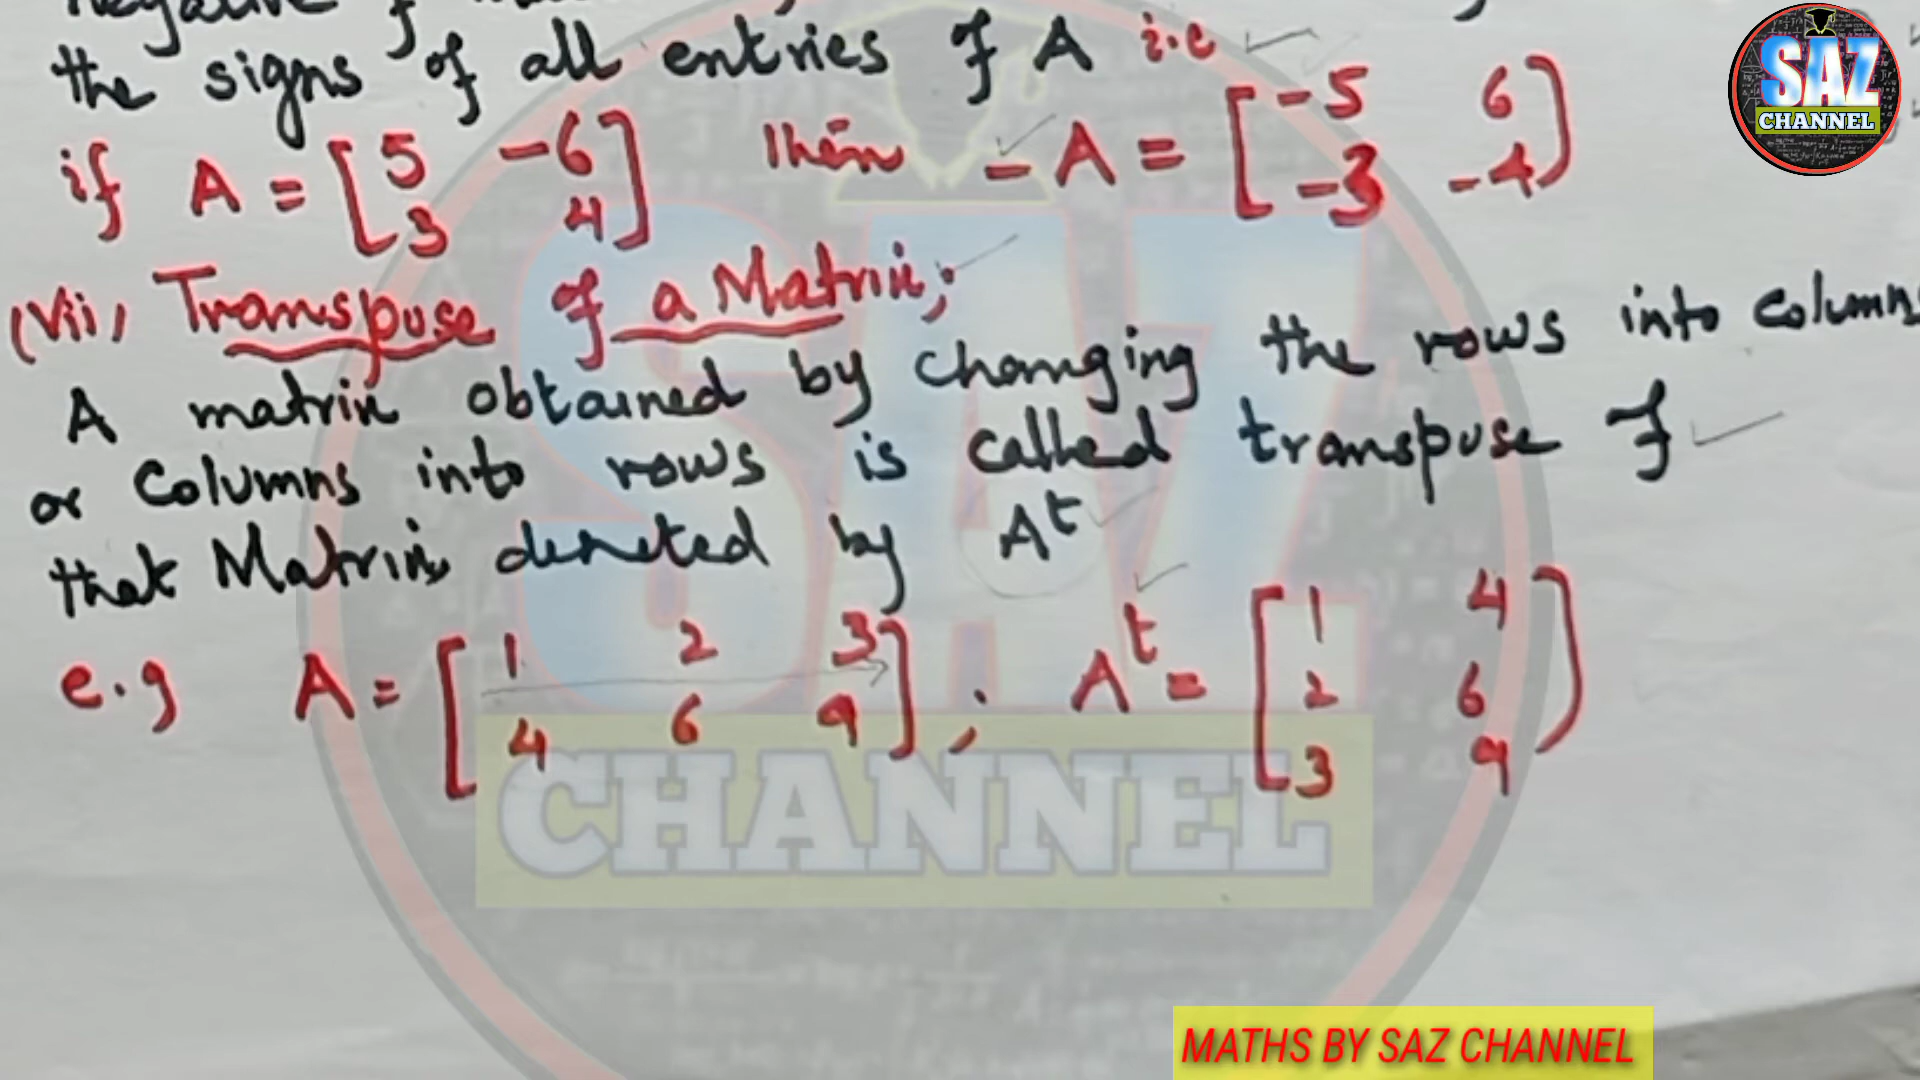 the signs of all entries of A i.e
if A = [5 -6 then -A = [-5 6
3 4] -3 -4]
(vii) Transpuse of a Matrix;
A matrix obtained by changing the rows into columns
or Columns into rows is called transpuse of
that Matrix, denoted by A^t
e.g A = [1 2 3 ; A^t = [1 4
4 6 9] 2 6
3 9]
SAZ
CHANNEL
SAZ
CHANNEL
MATHS BY SAZ CHANNEL